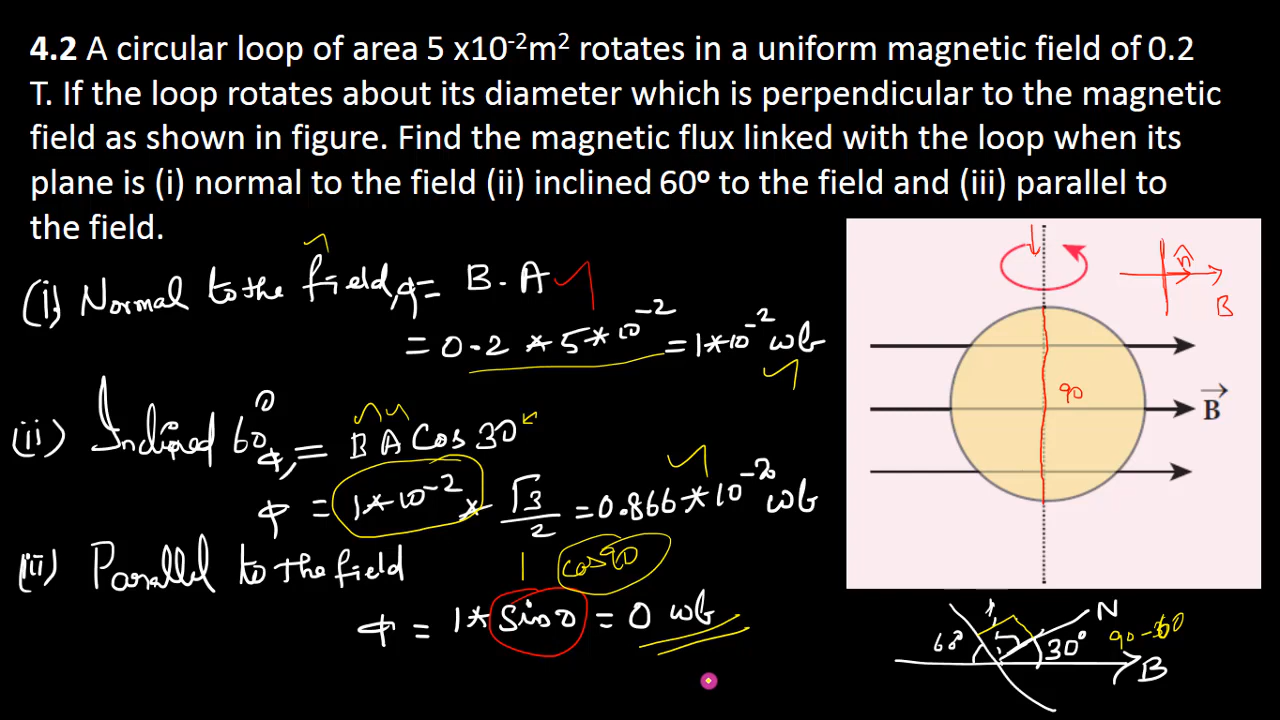 4.2 A circular loop of area 5 x10⁻²m² rotates in a uniform magnetic field of 0.2
T. If the loop rotates about its diameter which is perpendicular to the magnetic
field as shown in figure. Find the magnetic flux linked with the loop when its
plane is (i) normal to the field (ii) inclined 60º to the field and (iii) parallel to
the field.
(i) Normal to the field, φ = B . A
= 0.2 * 5 * 10⁻² = 1 * 10⁻² wb
(ii) Inclined 60⁰ φ, = B A Cos 30
φ = 1 * 10⁻² * √3/2 = 0.866 * 10⁻² wb
(iii) Parallel to the field
1 cos90
φ = 1 * sin 0 = 0 wb
n̂
B
90
B
N
60° 30° 90-60
B